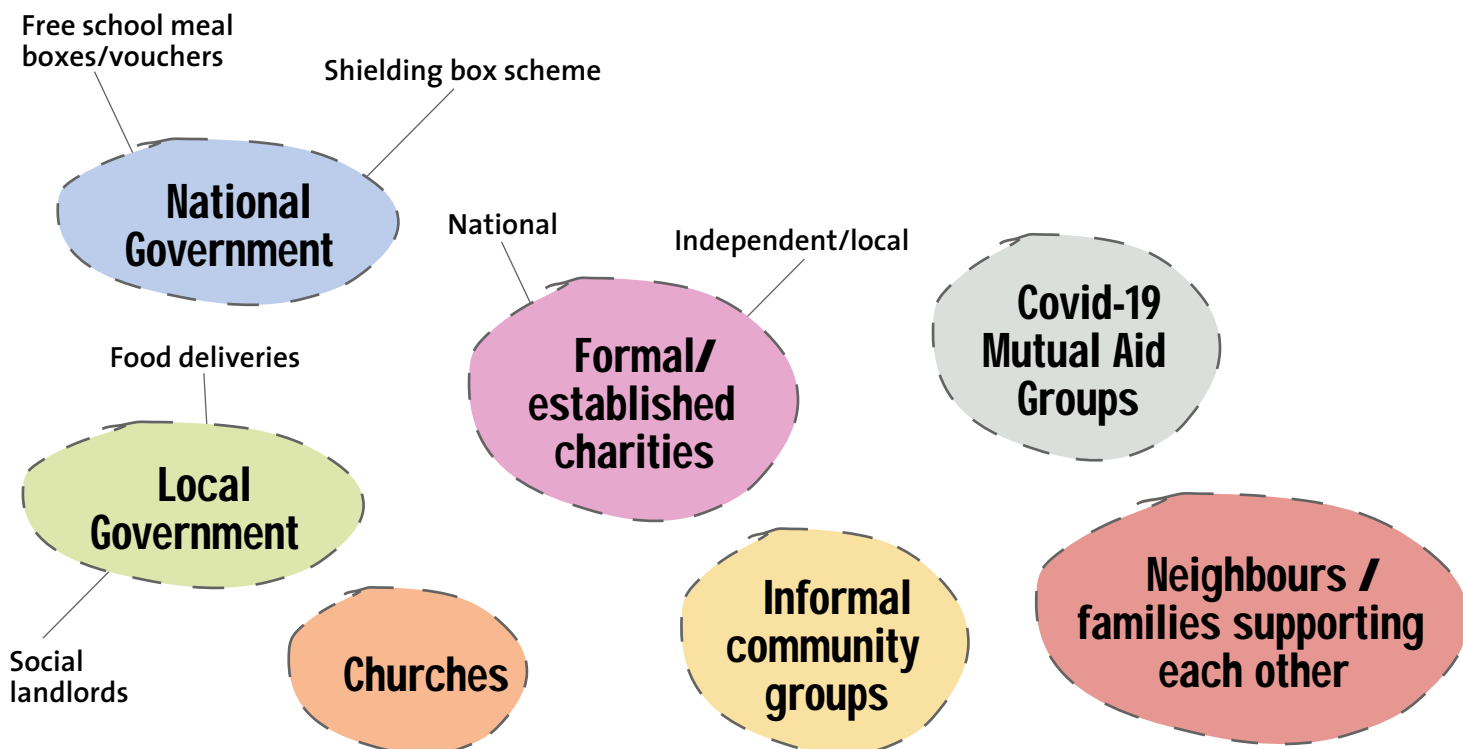 Free school meal
boxes/vouchers
Shielding box scheme
National
Government
National
Independent/local
Formal/
established
charities
Covid-19
Mutual Aid
Groups
Food deliveries
Local
Government
Social
landlords
Churches
Informal
community
groups
Neighbours /
families supporting
each other